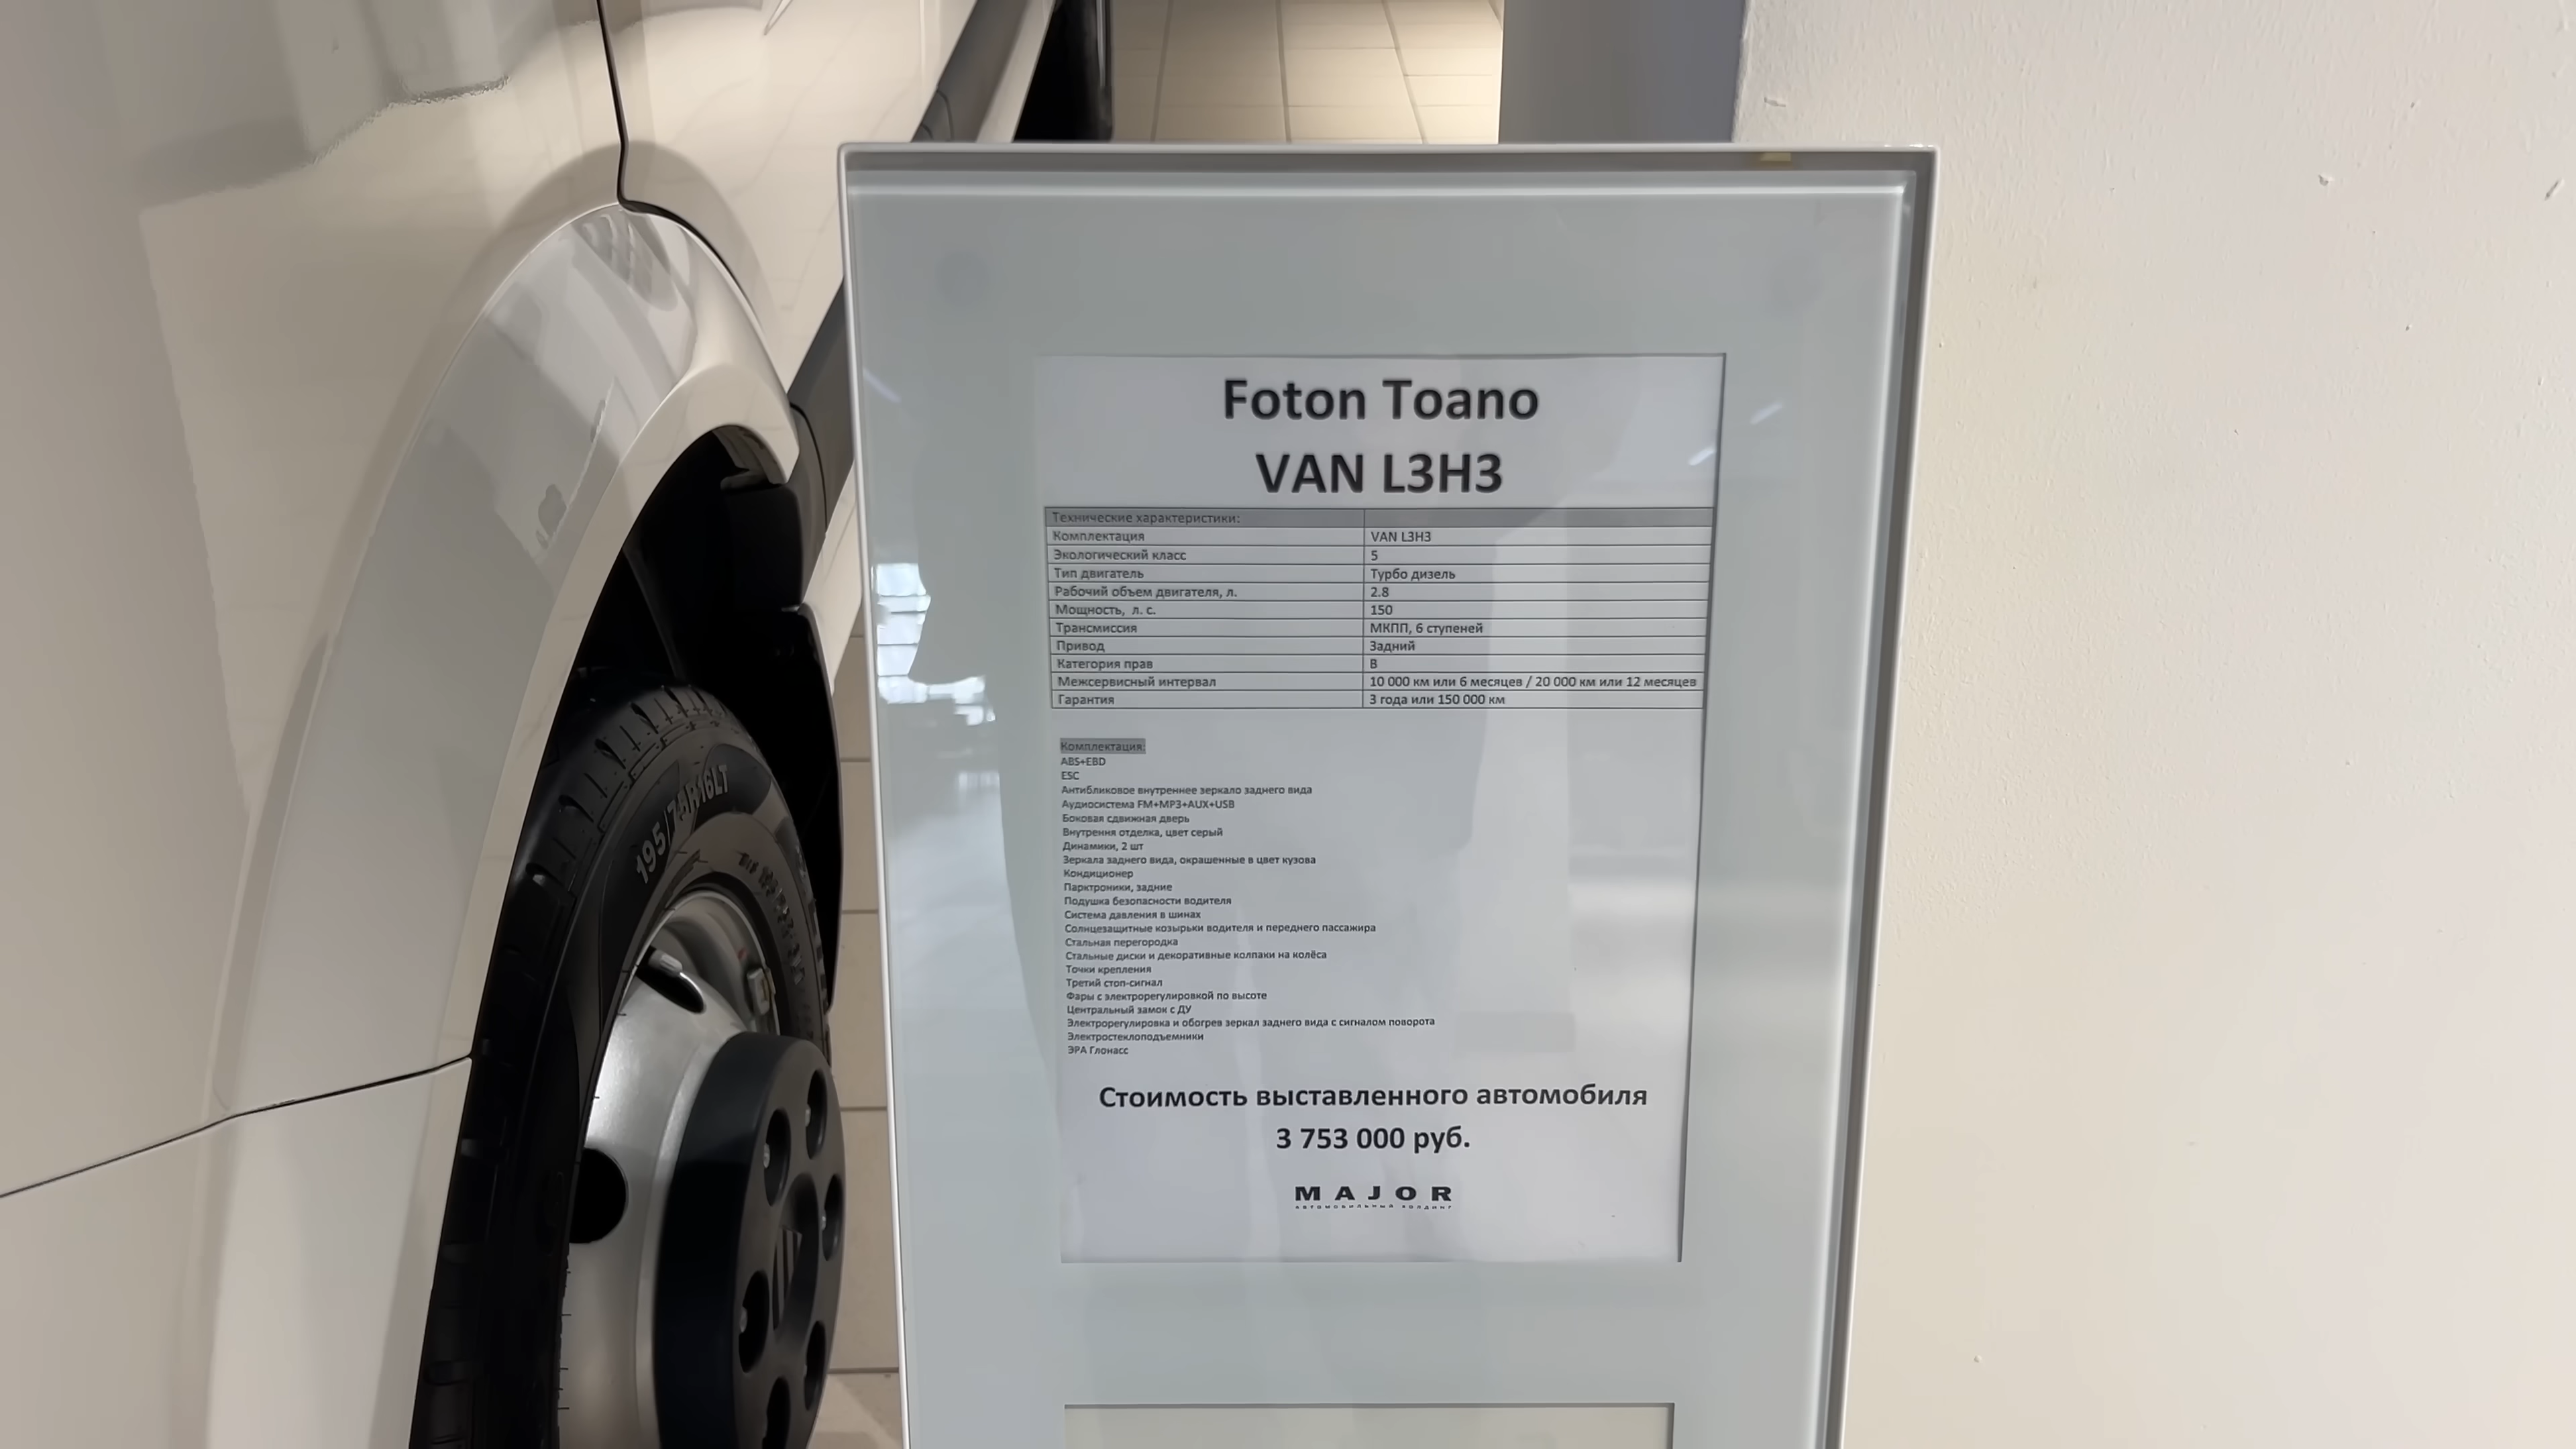 Foton Toano
VAN L3H3
Технические характеристики:
Комплектация VAN L3H3
Экологический класс 5
Тип двигатель Турбо дизель
Рабочий объем двигателя, л. 2.8
Мощность, л. с. 150
Трансмиссия МКПП, 6 ступеней
Привод Задний
Категория прав В
Межсервисный интервал 10 000 км или 6 месяцев / 20 000 км или 12 месяцев
Гарантия 3 года или 150 000 км
Комплектация:
ABS+EBD
ESC
Антибликовое внутреннее зеркало заднего вида
Аудиосистема FM+MP3+AUX+USB
Боковая сдвижная дверь
Внутрення отделка, цвет серый
Динамики, 2 шт
Зеркала заднего вида, окрашенные в цвет кузова
Кондиционер
Парктроники, задние
Подушка безопасности водителя
Система давления в шинах
Солнцезащитные козырьки водителя и переднего пассажира
Стальная перегородка
Стальные диски и декоративные колпаки на колёса
Точки крепления
Третий стоп-сигнал
Фары с электрорегулировкой по высоте
Центральный замок с ДУ
Электрорегулировка и обогрев зеркал заднего вида с сигналом поворота
Электростеклоподъемники
ЭРА Глонасс
Стоимость выставленного автомобиля
3 753 000 руб.
MAJOR
автомобильный холдинг
195/75R16LT